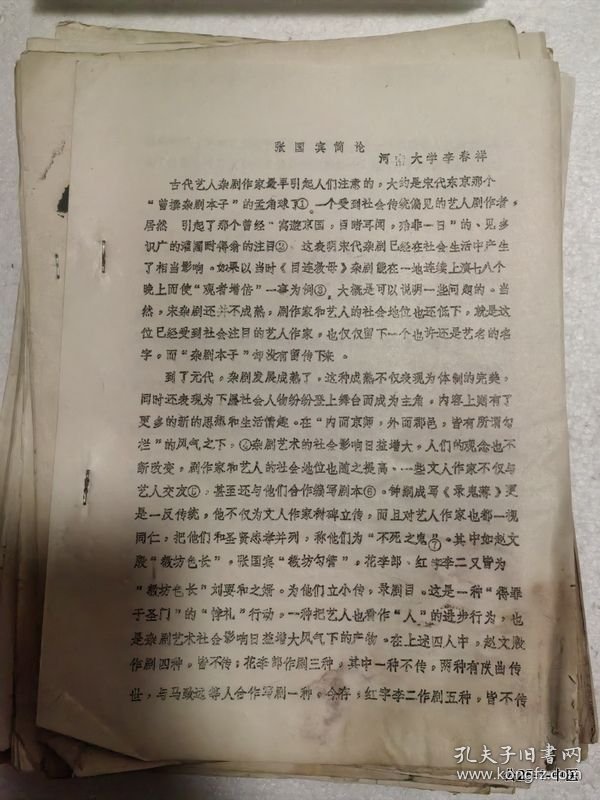 张国宾简论
河南大学李春祥
古代艺人杂剧作家最早引起人们注意的，大约是宋代东京那个
“曾撰杂剧本子”的孟角球了①。一个受到社会传统偏见的艺人剧作者，
居然 引起了那个曾经“寓游京国，目睹耳闻，殆非一日”的、见多
识广的灌园耐得翁的注目②，这表明宋代杂剧已经在社会生活中产生
了相当影响。如果以当时《目连救母》杂剧能在一地连续上演七八个
晚上而使“观者增倍”一事为例③，大概是可以说明一些问题的。当
然，宋杂剧还并不成熟，剧作家和艺人的社会地位也还低下，就是这
位已经受到社会注目的艺人作家，也仅仅留下一个也许还是艺名的名
字。而“杂剧本子”却没有留传下来。
到了元代，杂剧发展成熟了。这种成熟不仅表现为体制的完美，
同时还表现为下层社会人物纷纷登上舞台而成为主角。内容上则有了
更多的新的思想和生活情趣。在“内而京师，外而郡邑，皆有所谓勾
栏”的风气之下，④杂剧艺术的社会影响日益增大。人们的观念也不
断改变，剧作家和艺人的社会地位也随之提高。一些文人作家不仅与
艺人交友⑤，甚至还与他们合作编写剧本⑥。钟嗣成写《录鬼簿》更
是一反传统，他不仅为文人作家树碑立传，而且对艺人作家也都一视
同仁，把他们和圣贤忠孝并列，称他们为“不死之鬼”⑦。其中如赵文
殷“教坊色长”，张国宾“教坊勾管”，花李郎、红字李二又皆为
“教坊色长”刘耍和之婿。为他们立小传，录剧目。这是一种“得罪
于圣门”的“悖礼”行动，一种把艺人也看作“人”的进步行为，也
是杂剧艺术社会影响日益增大风气下的产物。在上述四人中，赵文殷
作剧四种，皆不传；花李郎作剧三种，其中一种不传，两种有残曲传
世，与马致远等人合作写剧一种，今存；红字李二作剧五种，皆不传
孔夫子旧书网
www.kongfz.com